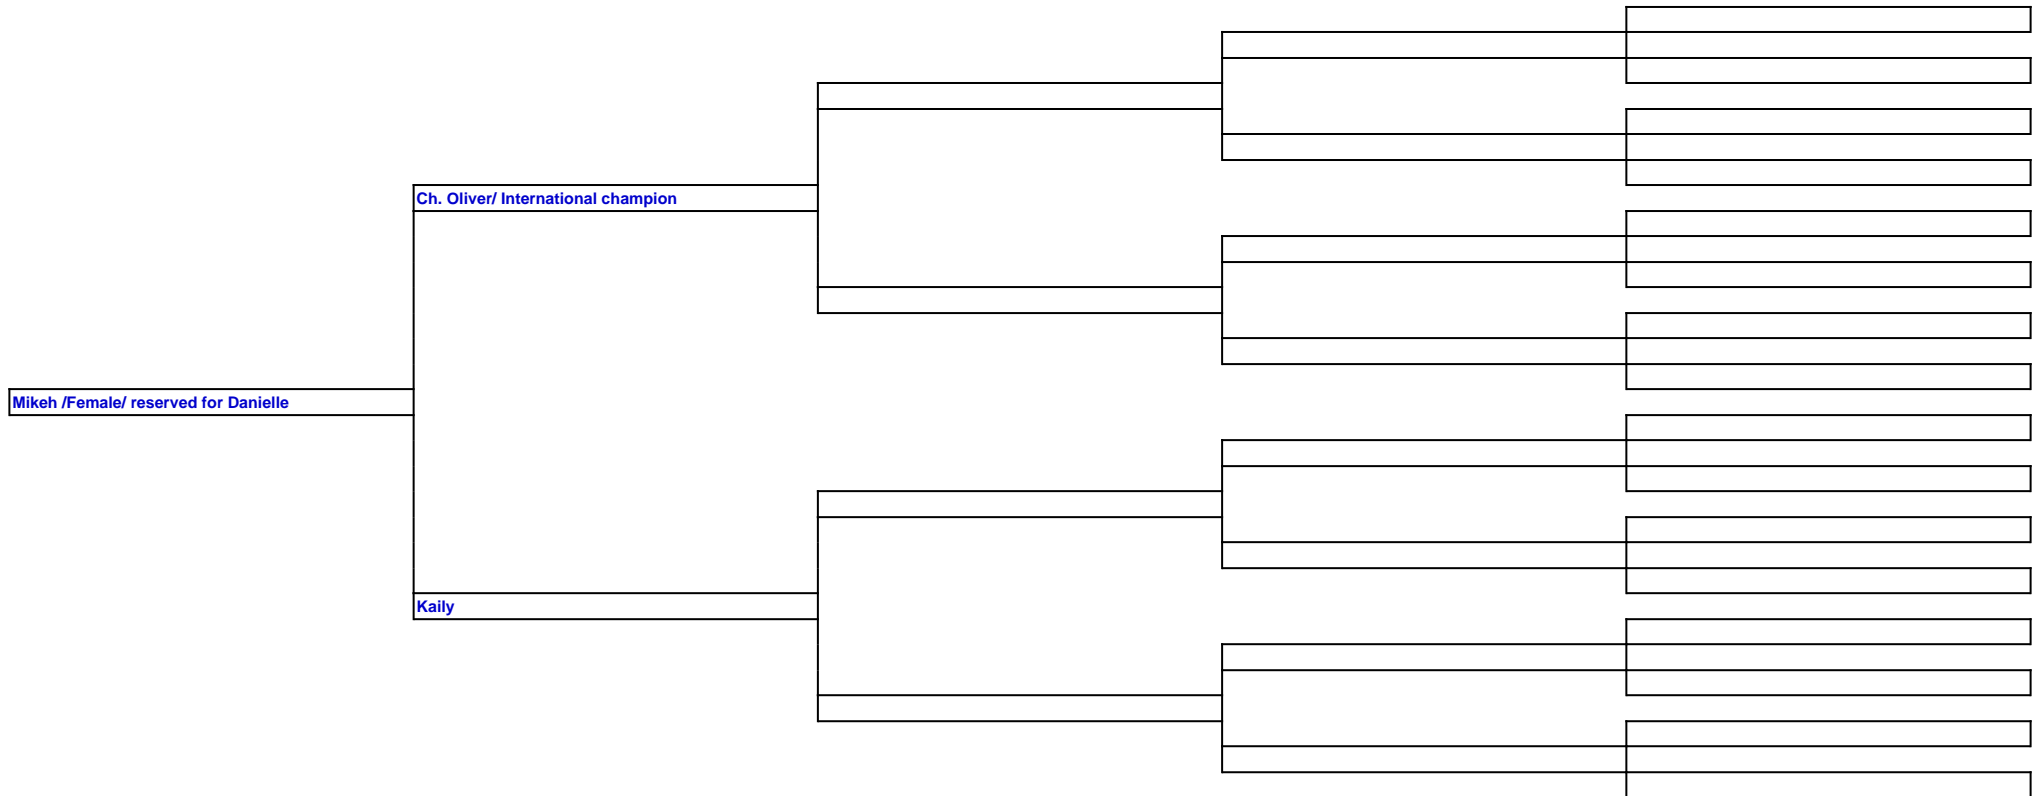 Ch. Oliver/ International champion
Mikeh /Female/ reserved for Danielle
Kaily